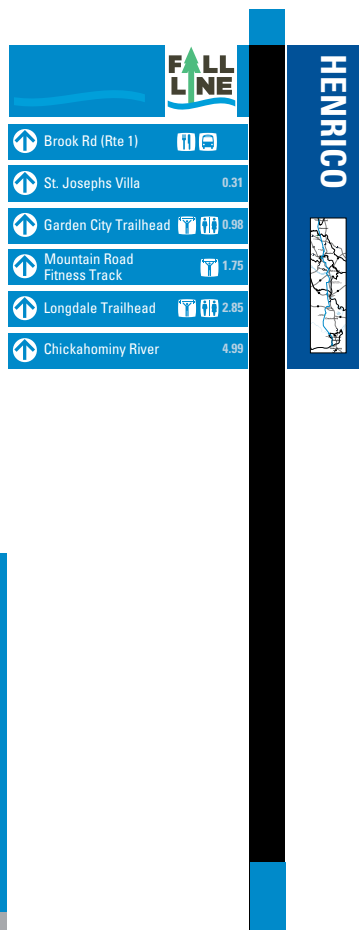 FALL
LINE
Brook Rd (Rte 1)
St. Josephs Villa 0.31
Garden City Trailhead 0.98
Mountain Road
Fitness Track 1.75
Longdale Trailhead 2.85
Chickahominy River 4.99
HENRICO